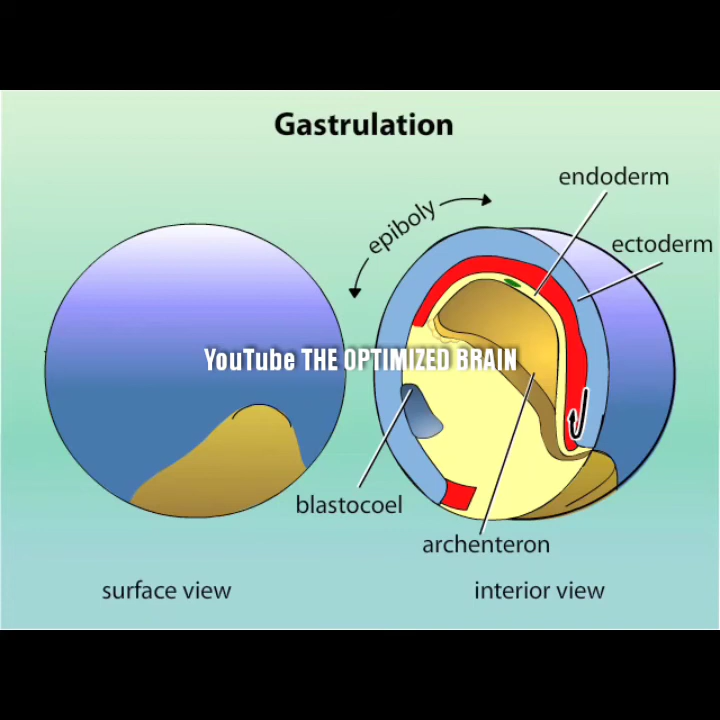 Gastrulation
endoderm
epiboly
ectoderm
YouTube THE OPTIMIZED BRAIN
blastocoel
archenteron
surface view
interior view